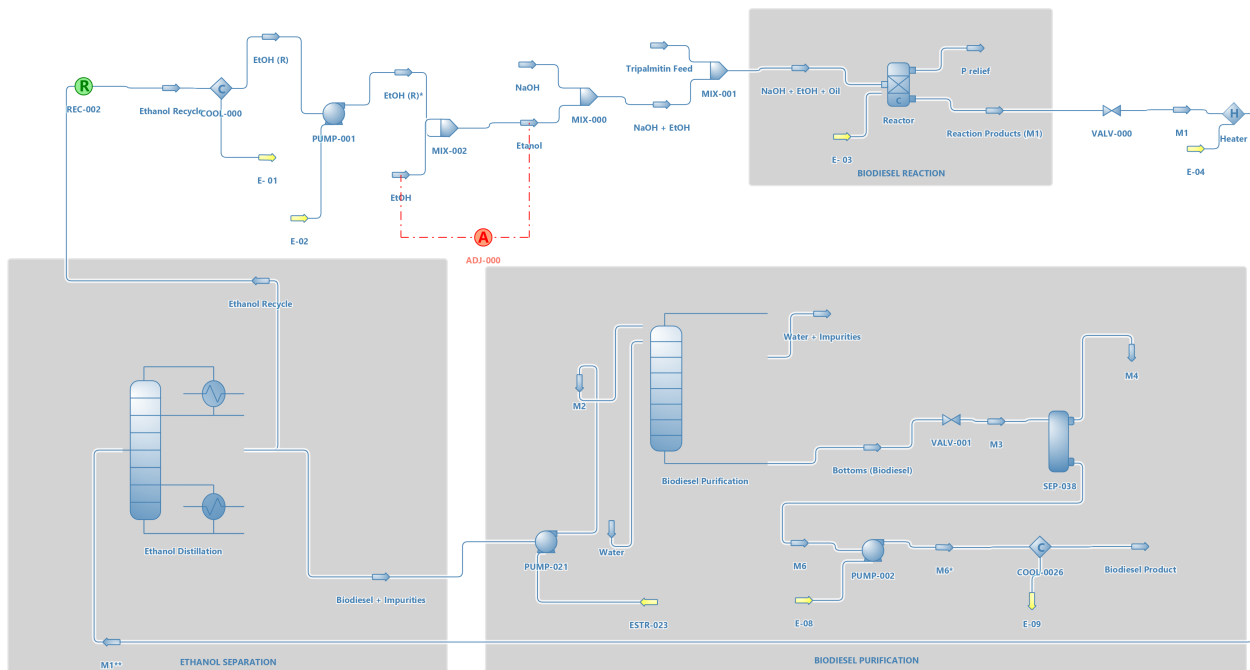 R
REC-002
Ethanol Recycle
C
COOL-000
EtOH (R)
PUMP-001
EtOH (R)*
E- 01
E-02
EtOH
MIX-002
Etanol
A
ADJ-000
NaOH
MIX-000
NaOH + EtOH
Tripalmitin Feed
MIX-001
NaOH + EtOH + Oil
P relief
C
Reactor
E- 03
Reaction Products (M1)
BIODIESEL REACTION
VALV-000
M1
H
Heater
E-04
Ethanol Recycle
Ethanol Distillation
Biodiesel + Impurities
M1**
ETHANOL SEPARATION
M2
Water + Impurities
Biodiesel Purification
Water
PUMP-021
ESTR-023
Bottoms (Biodiesel)
VALV-001
M3
M4
SEP-038
M6
PUMP-002
M6*
C
COOL-0026
Biodiesel Product
E-08
E-09
BIODIESEL PURIFICATION